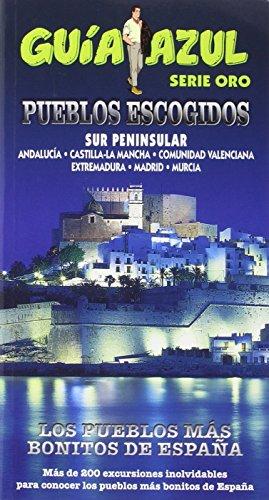 GUÍA AZUL
SERIE ORO
PUEBLOS ESCOGIDOS
SUR PENINSULAR
ANDALUCÍA • CASTILLA-LA MANCHA • COMUNIDAD VALENCIANA
EXTREMADURA • MADRID • MURCIA
LOS PUEBLOS MÁS
BONITOS DE ESPAÑA
Más de 200 excursiones inolvidables
para conocer los pueblos más bonitos de España